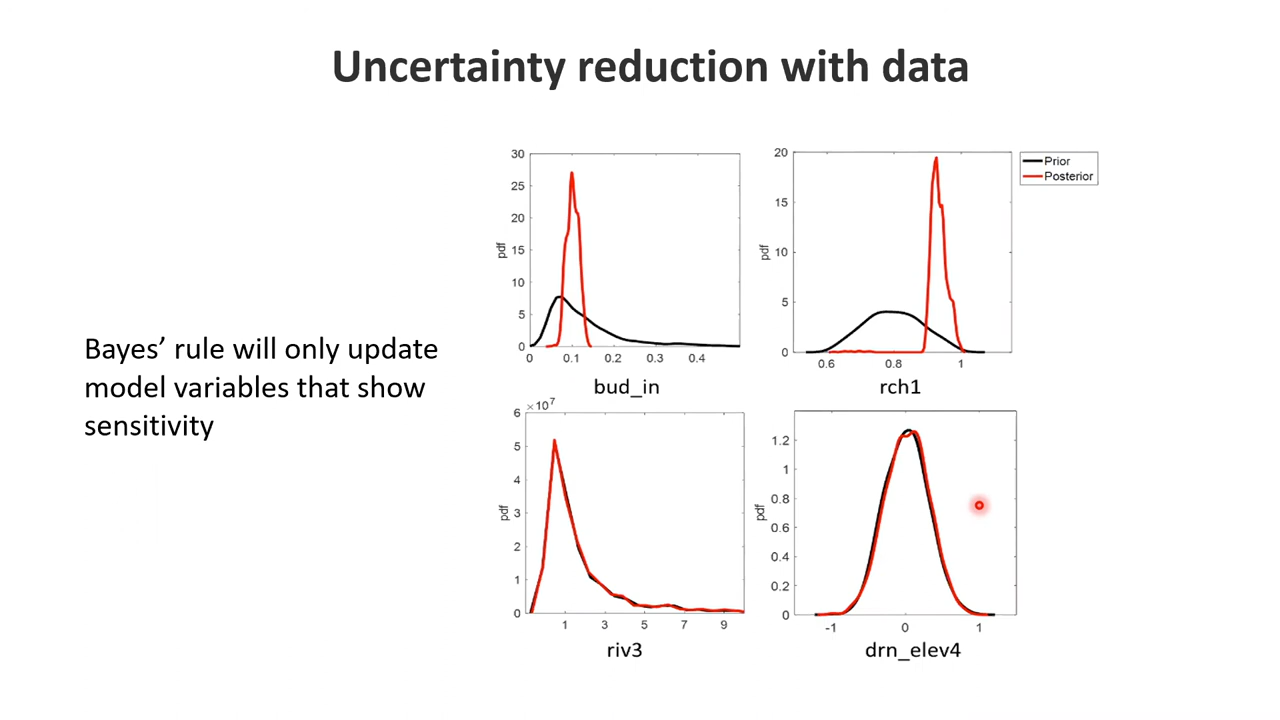 Uncertainty reduction with data
Bayes’ rule will only update
model variables that show
sensitivity
30
25
20
15
10
5
0
pdf
0 0.1 0.2 0.3 0.4
bud_in
20
15
10
5
0
pdf
0.6 0.8 1
rch1
Prior
Posterior
×10⁷
6
5
4
3
2
1
0
pdf
1 3 5 7 9
riv3
1.2
1
0.8
0.6
0.4
0.2
0
pdf
-1 0 1
drn_elev4